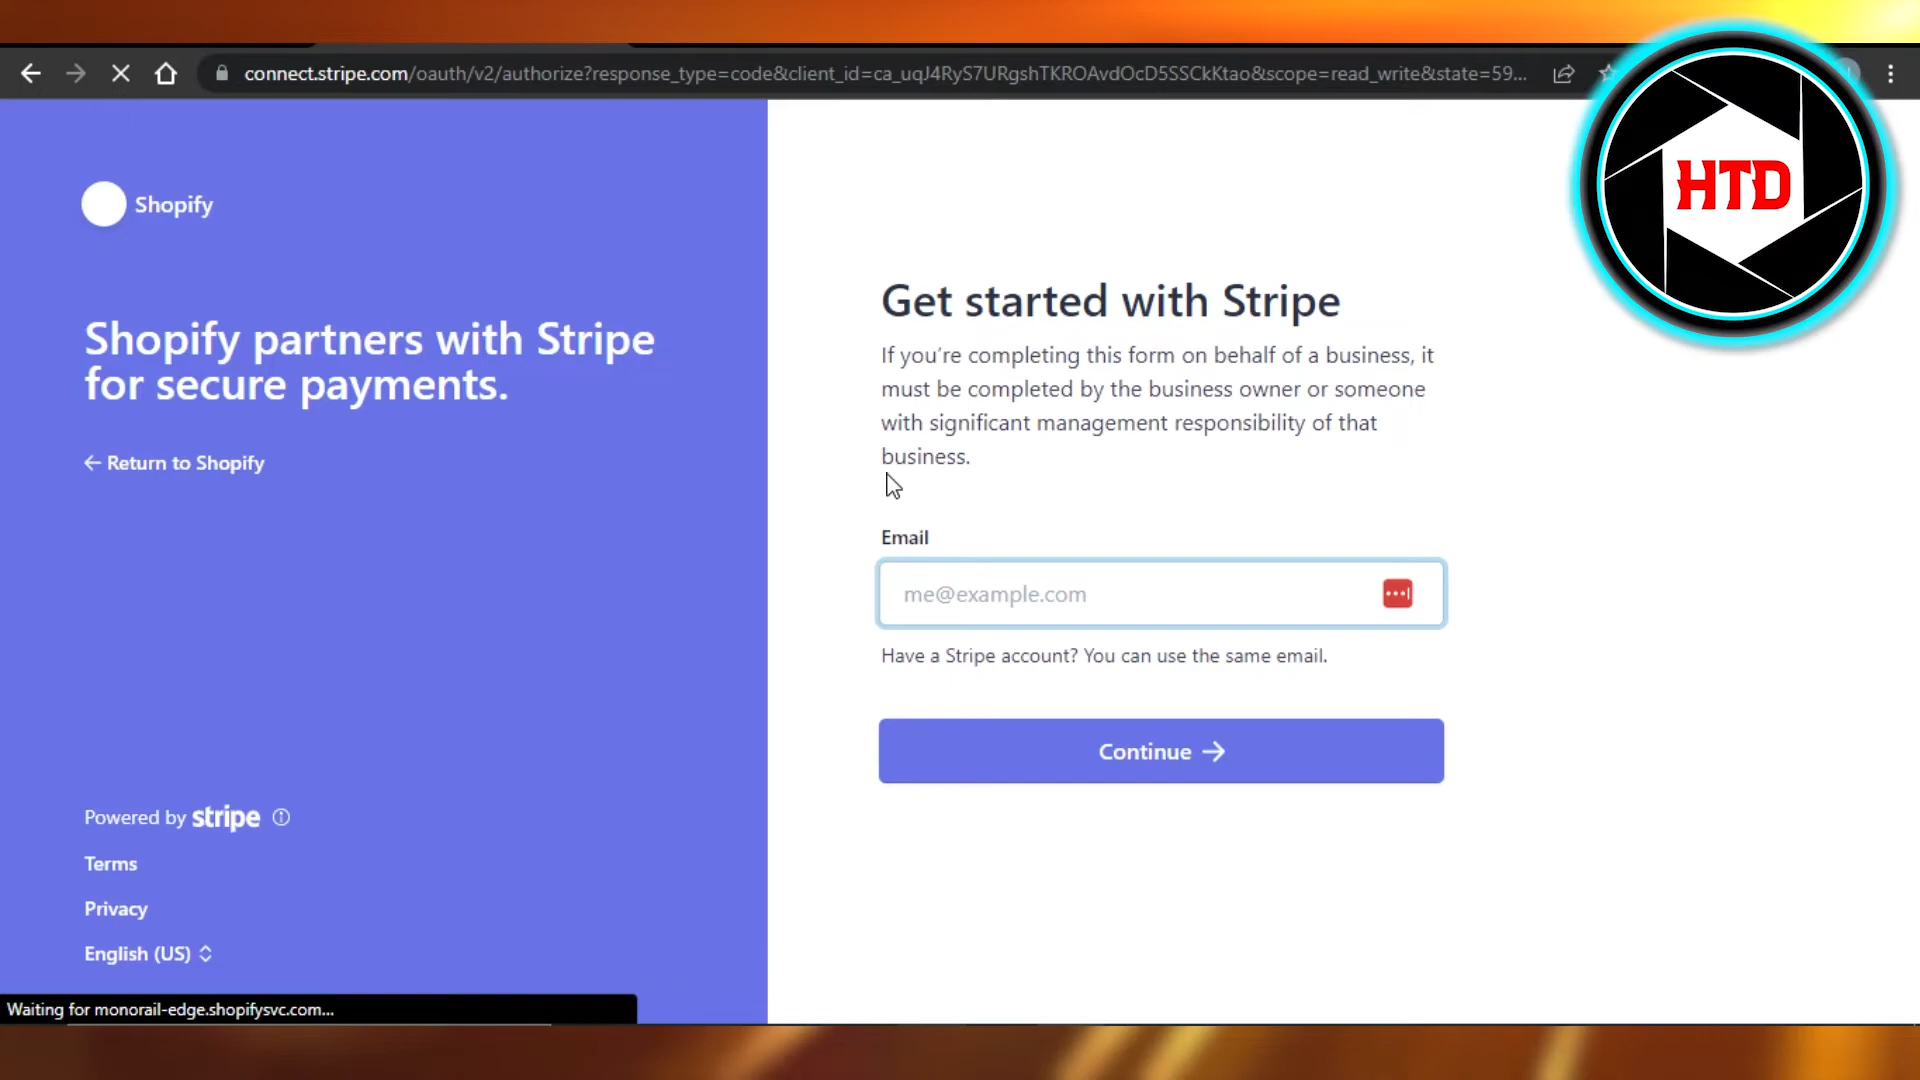 connect.stripe.com/oauth/v2/authorize?response_type=code&client_id=ca_uqJ4RyS7URgshTKROAvdOcD5SSCkKtao&scope=read_write&state=59...
HTD
Shopify
Shopify partners with Stripe
for secure payments.
← Return to Shopify
Get started with Stripe
If you’re completing this form on behalf of a business, it
must be completed by the business owner or someone
with significant management responsibility of that
business.
Email
me@example.com
Have a Stripe account? You can use the same email.
Continue →
Powered by stripe
Terms
Privacy
English (US)
Waiting for monorail-edge.shopifysvc.com...